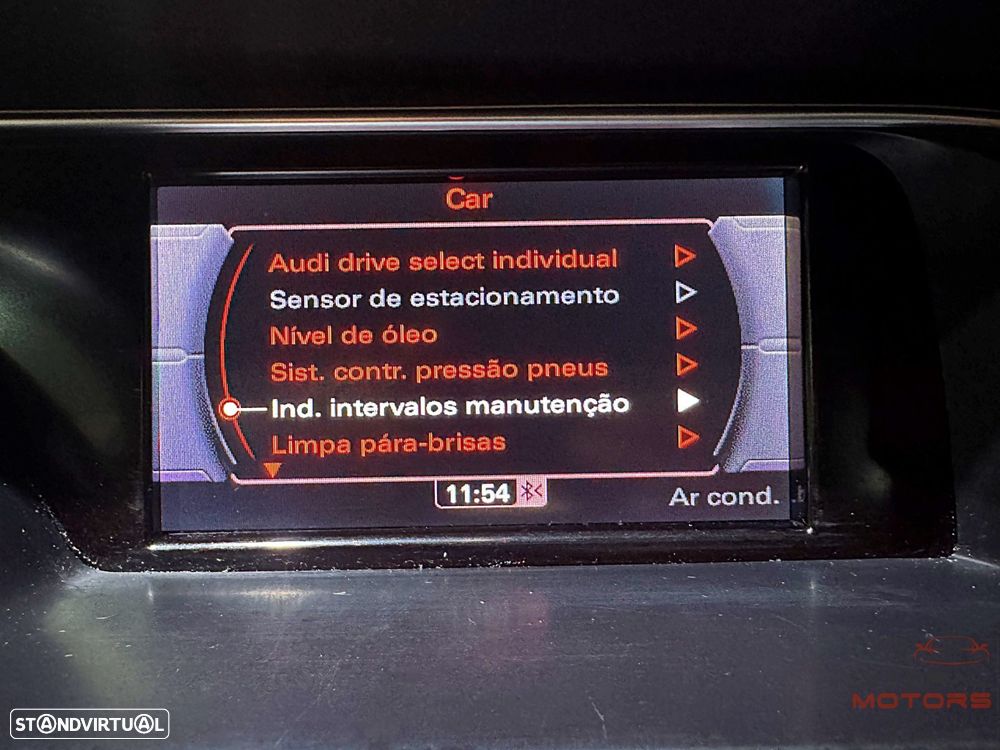 Car
Audi drive select individual
Sensor de estacionamento
Nível de óleo
Sist. contr. pressão pneus
Ind. intervalos manutenção
Limpa pára-brisas
11:54
Ar cond.
MOTORS
STANDVIRTUAL